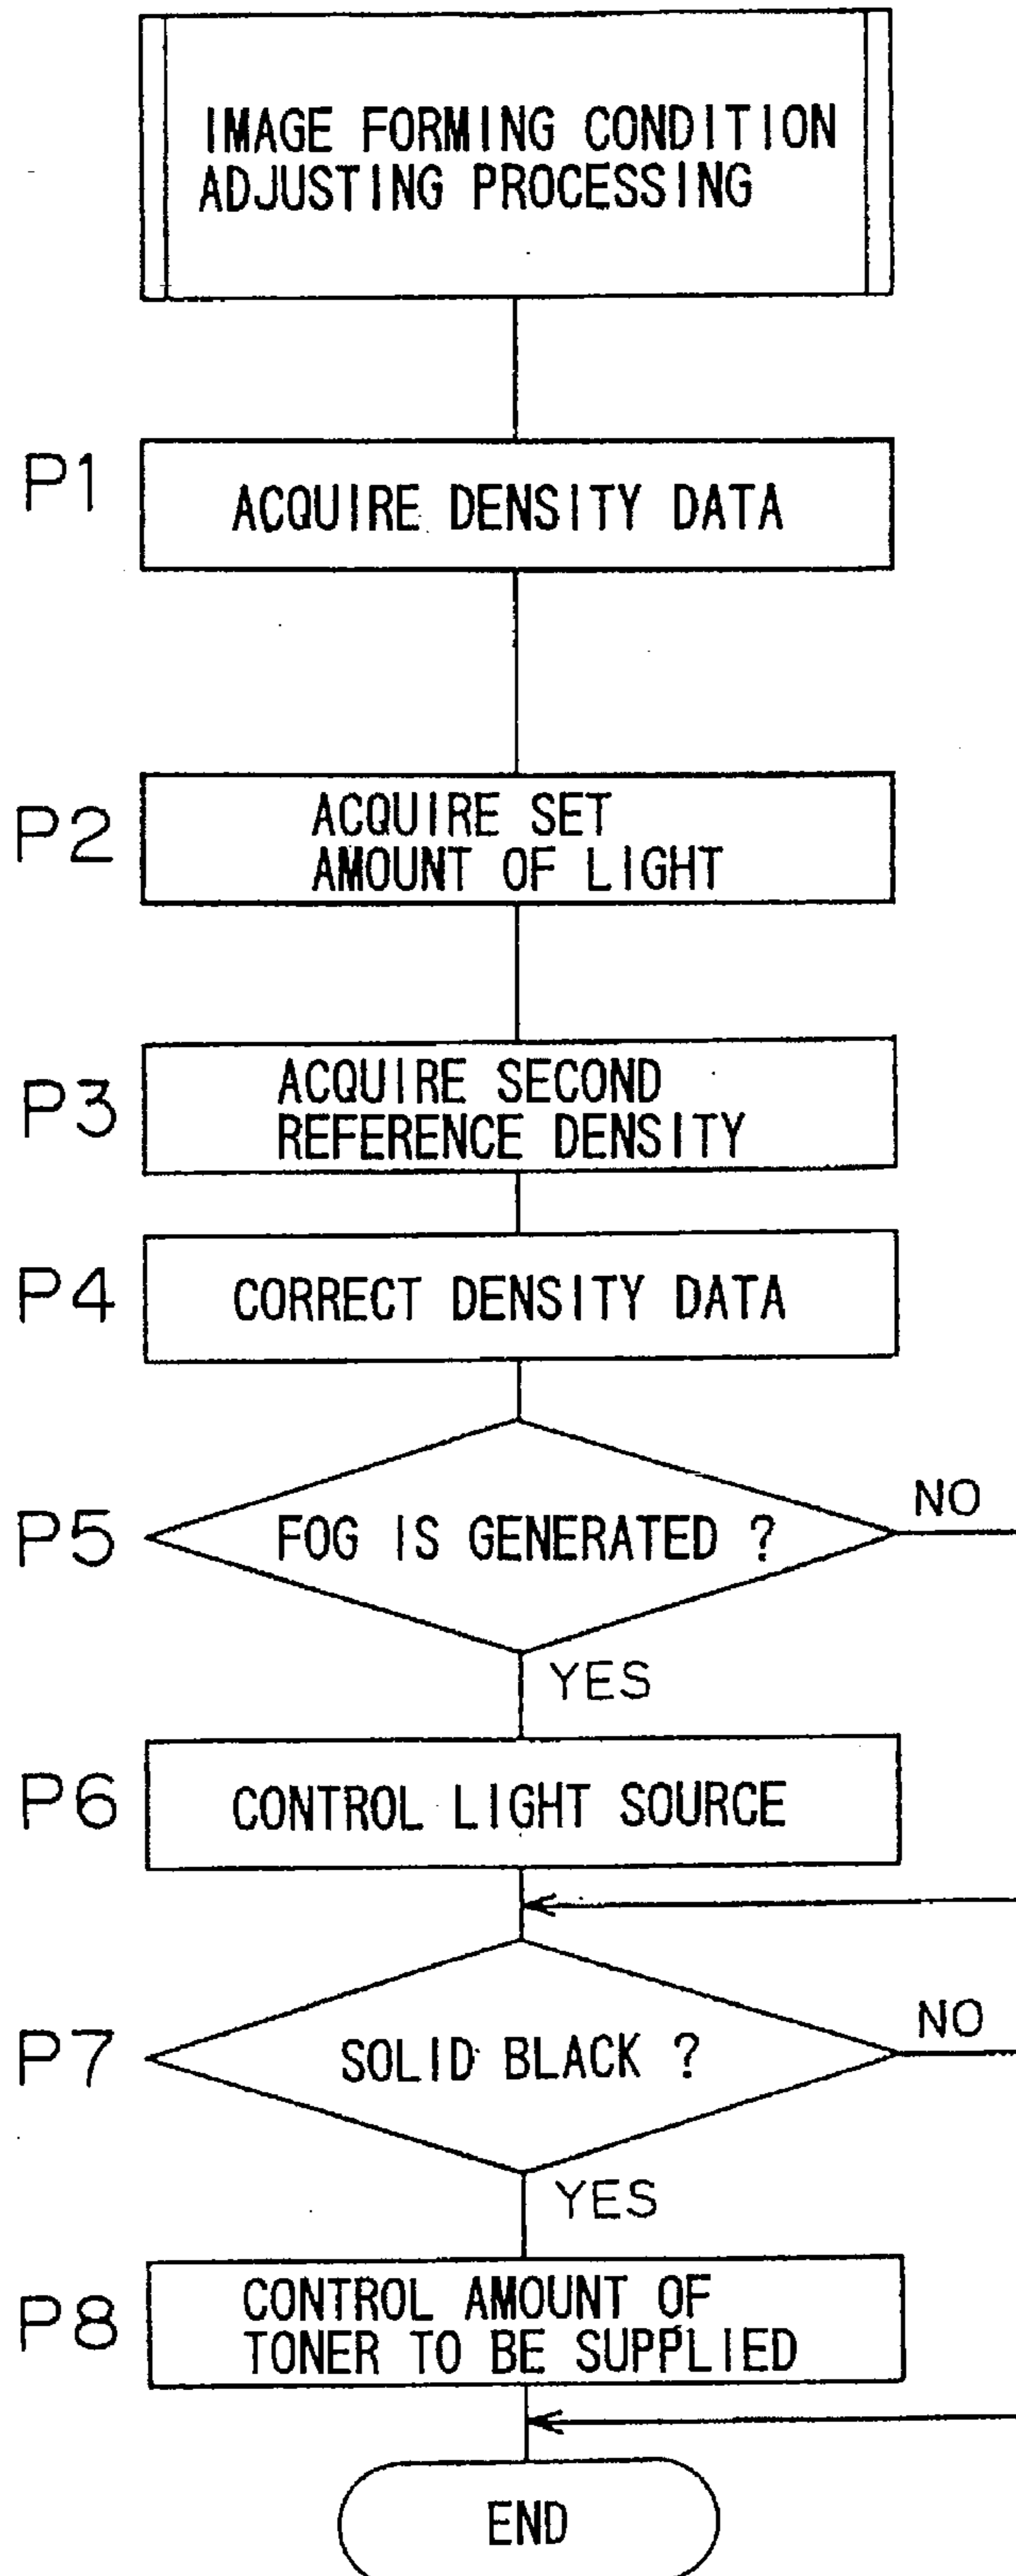 IMAGE FORMING CONDITION
ADJUSTING PROCESSING
P1
ACQUIRE DENSITY DATA
P2
ACQUIRE SET
AMOUNT OF LIGHT
P3
ACQUIRE SECOND
REFERENCE DENSITY
P4
CORRECT DENSITY DATA
P5
FOG IS GENERATED ?
NO
YES
P6
CONTROL LIGHT SOURCE
P7
SOLID BLACK ?
NO
YES
P8
CONTROL AMOUNT OF
TONER TO BE SUPPLIED
END